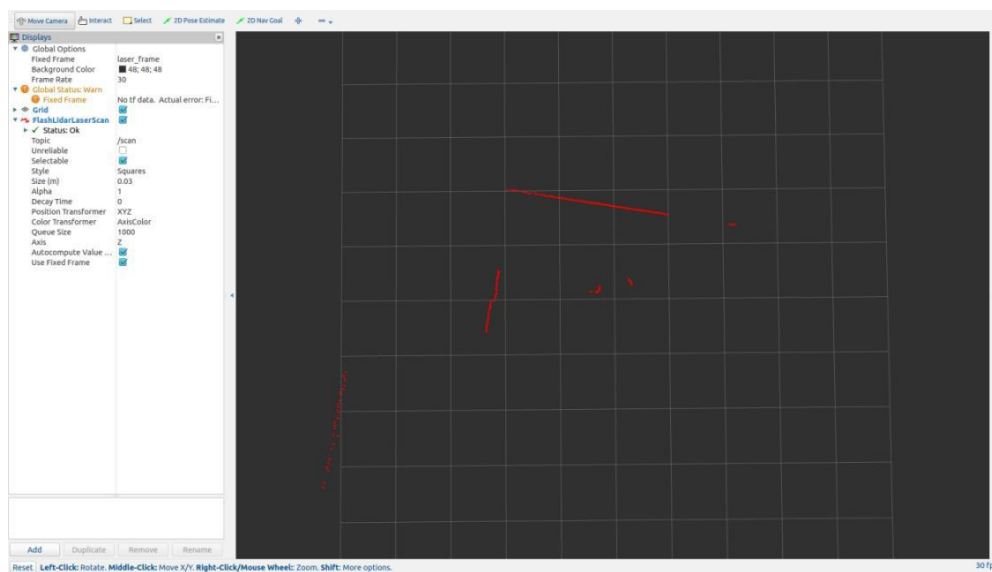 Move Camera Interact Select 2D Pose Estimate 2D Nav Goal
Displays
Global Options
Fixed Frame laser_frame
Background Color 48; 48; 48
Frame Rate 30
Global Status: Warn
Fixed Frame No tf data. Actual error: Fi...
Grid
FlashLidarLaserScan
Status: Ok
Topic /scan
Unreliable
Selectable
Style Squares
Size (m) 0.03
Alpha 1
Decay Time 0
Position Transformer XYZ
Color Transformer AxisColor
Queue Size 1000
Axis Z
Autocompute Value ...
Use Fixed Frame
Add Duplicate Remove Rename
Reset Left-Click: Rotate. Middle-Click: Move X/Y. Right-Click/Mouse Wheel: Zoom. Shift: More options. 30 fp